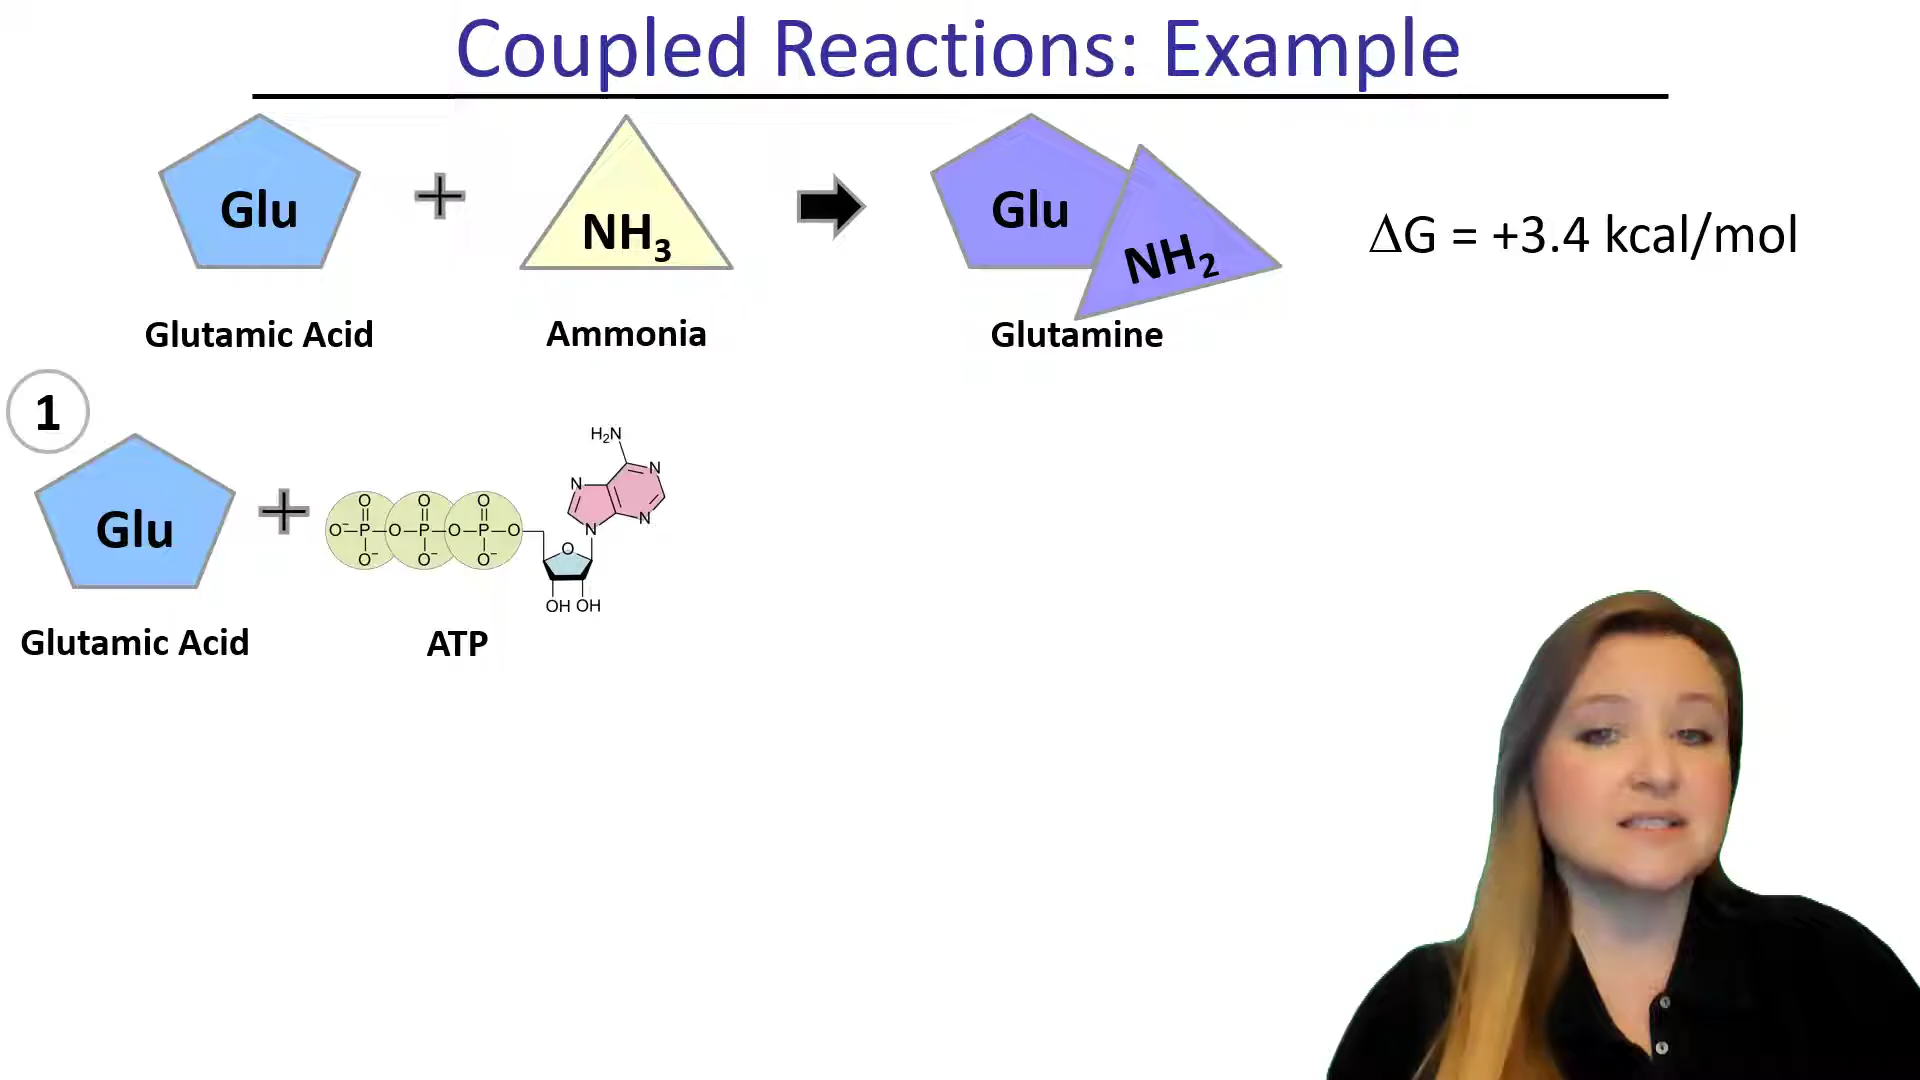 Coupled Reactions: Example
Glu + NH₃ ➡ Glu NH₂ ΔG = +3.4 kcal/mol
Glutamic Acid Ammonia Glutamine
1
Glu + O⁻ P O P O P O
O O O
O⁻ O⁻ O⁻
H₂N
N N
N N
O
OH OH
Glutamic Acid ATP